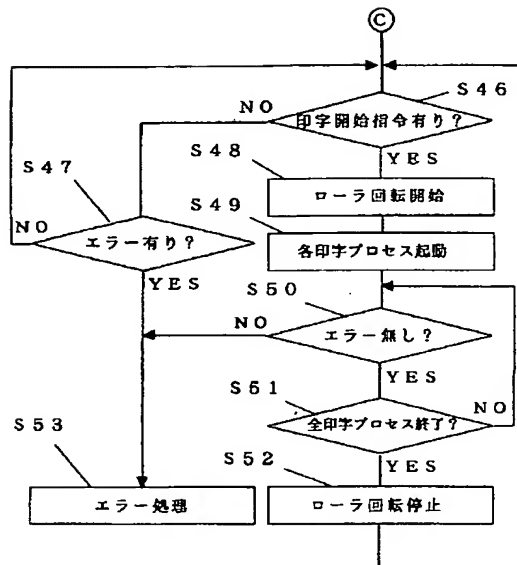 C
S46
NO
印字開始指令有り?
S48
YES
S47
ローラ回転開始
S49
NO
エラー有り?
各印字プロセス起動
YES
S50
NO
エラー無し?
YES
S51
全印字プロセス終了?
NO
S53
S52
YES
エラー処理
ローラ回転停止